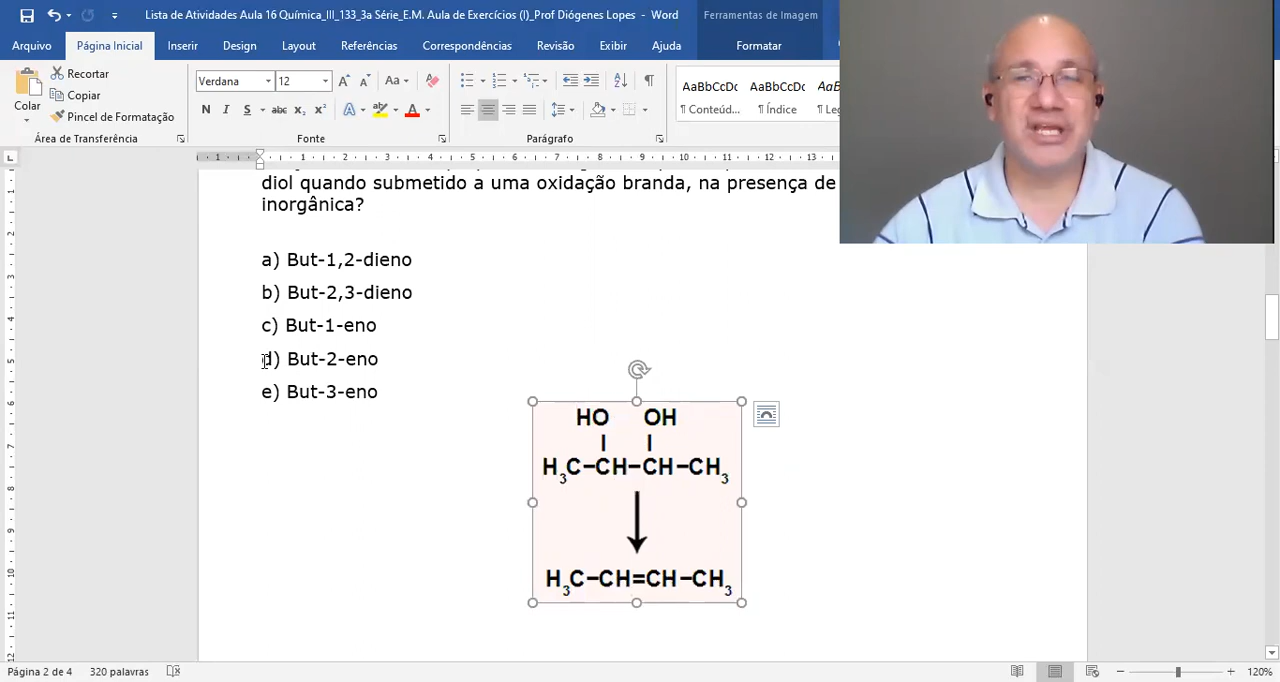 Lista de Atividades Aula 16 Química_III_133_3a Série_E.M. Aula de Exercícios (I)_Prof Diógenes Lopes - Word
Ferramentas de Imagem
Arquivo
Página Inicial
Inserir
Design
Layout
Referências
Correspondências
Revisão
Exibir
Ajuda
Formatar
Colar
Recortar
Copiar
Pincel de Formatação
Verdana
12
Aa
N I S abc x₂ x²
AaBbCcDc
AaBbCcDc
¶ Conteúd...
¶ Índice
Área de Transferência
Fonte
Parágrafo
diol quando submetido a uma oxidação branda, na presença de
inorgânica?
a) But-1,2-dieno
b) But-2,3-dieno
c) But-1-eno
d) But-2-eno
e) But-3-eno
HO OH
H₃C–CH–CH–CH₃
H₃C–CH=CH–CH₃
Página 2 de 4
320 palavras
120%